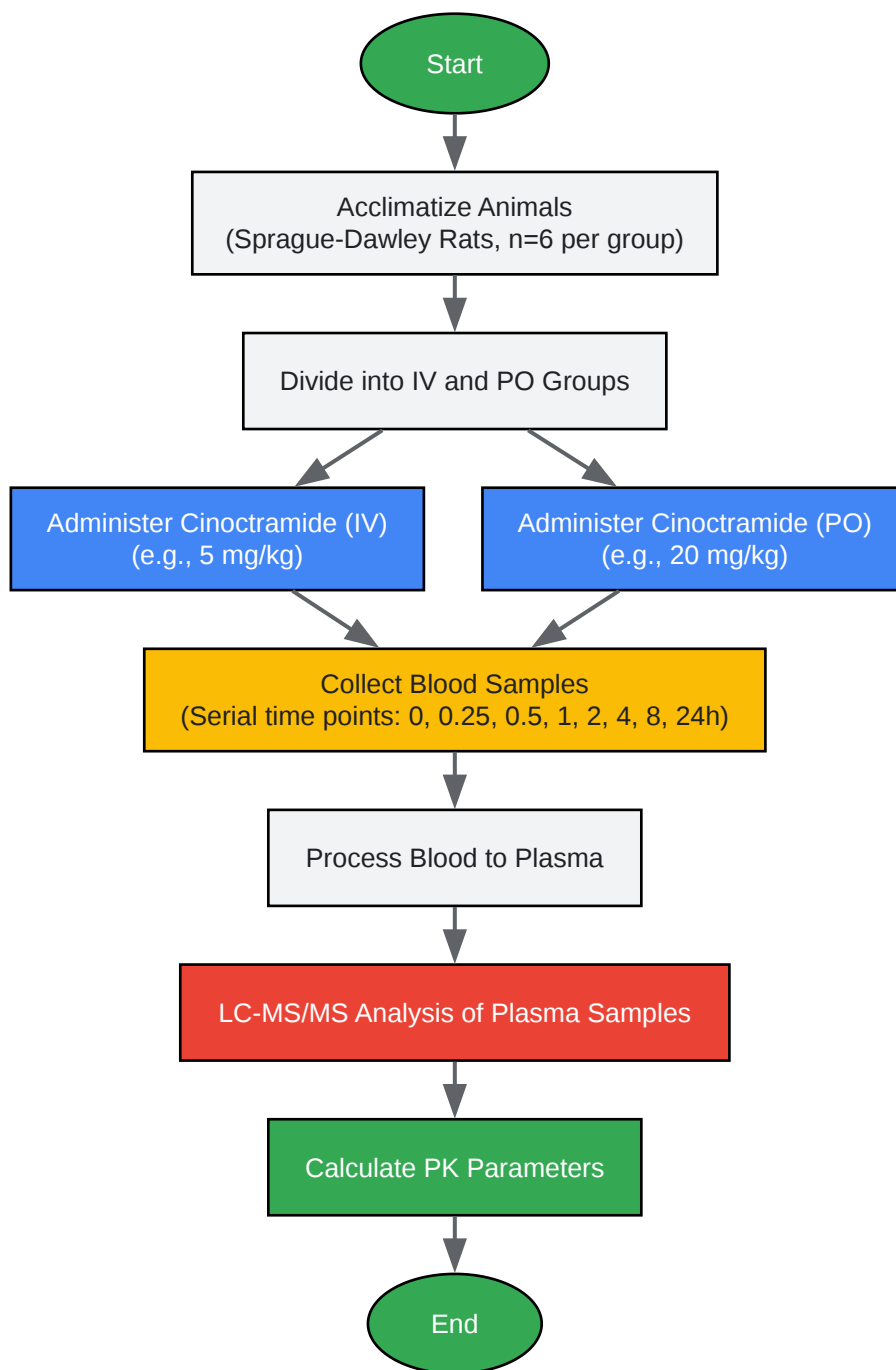 Start
Acclimatize Animals
(Sprague-Dawley Rats, n=6 per group)
Divide into IV and PO Groups
Administer Cinoctramide (IV)
(e.g., 5 mg/kg)
Administer Cinoctramide (PO)
(e.g., 20 mg/kg)
Collect Blood Samples
(Serial time points: 0, 0.25, 0.5, 1, 2, 4, 8, 24h)
Process Blood to Plasma
LC-MS/MS Analysis of Plasma Samples
Calculate PK Parameters
End